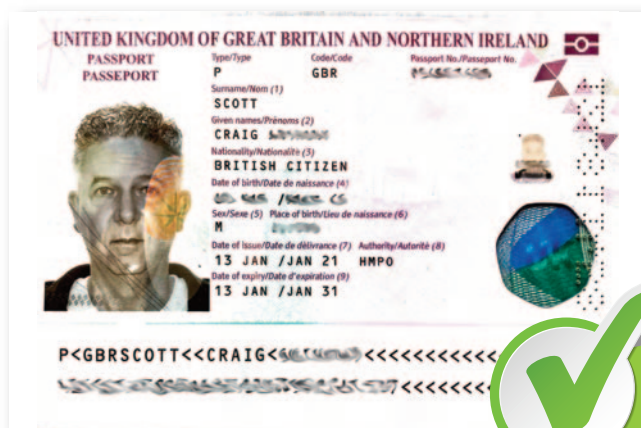 UNITED KINGDOM OF GREAT BRITAIN AND NORTHERN IRELAND
PASSPORT
PASSEPORT
Type/Type Code/Code Passport No./Passeport No.
P GBR
Surname/Nom (1)
SCOTT
Given names/Prénoms (2)
CRAIG
Nationality/Nationalité (3)
BRITISH CITIZEN
Date of birth/Date de naissance (4)
Sex/Sexe (5) Place of birth/Lieu de naissance (6)
M
Date of issue/Date de délivrance (7) Authority/Autorité (8)
13 JAN /JAN 21 HMPO
Date of expiry/Date d'expiration (9)
13 JAN /JAN 31
P<GBRSCOTT<<CRAIG< <<<<<<<<<<<<
<<<<<<